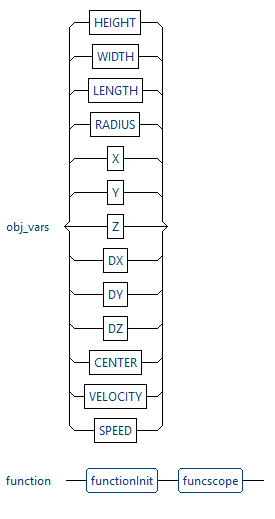 HEIGHT
WIDTH
LENGTH
RADIUS
X
Y
obj_vars Z
DX
DY
DZ
CENTER
VELOCITY
SPEED
function functionInit funcscope